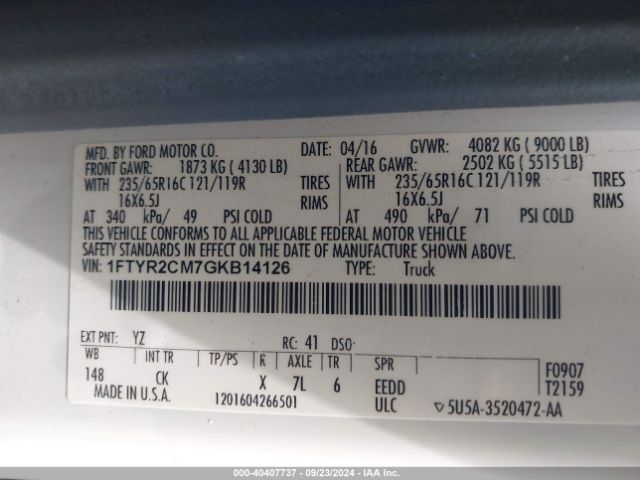 MFD. BY FORD MOTOR CO. DATE: 04/16 GVWR: 4082 KG ( 9000 LB)
FRONT GAWR: 1873 KG ( 4130 LB) REAR GAWR: 2502 KG ( 5515 LB)
WITH 235/65R16C 121/119R TIRES WITH 235/65R16C 121/119R TIRES
16X6.5J RIMS 16X6.5J RIMS
AT 340 kPa/ 49 PSI COLD AT 490 kPa/ 71 PSI COLD
THIS VEHICLE CONFORMS TO ALL APPLICABLE FEDERAL MOTOR VEHICLE
SAFETY STANDARDS IN EFFECT ON THE DATE OF MANUFACTURE SHOWN ABOVE.
VIN: 1FTYR2CM7GKB14126 TYPE: Truck
EXT PNT: YZ RC: 41 DSO:
WB INT TR TP/PS R AXLE TR SPR F0907
148 CK X 7L 6 EEDD T2159
MADE IN U.S.A. 1201604266501 ULC ▽ 5U5A-3520472-AA
000-40407737 - 09/23/2024 - IAA Inc.